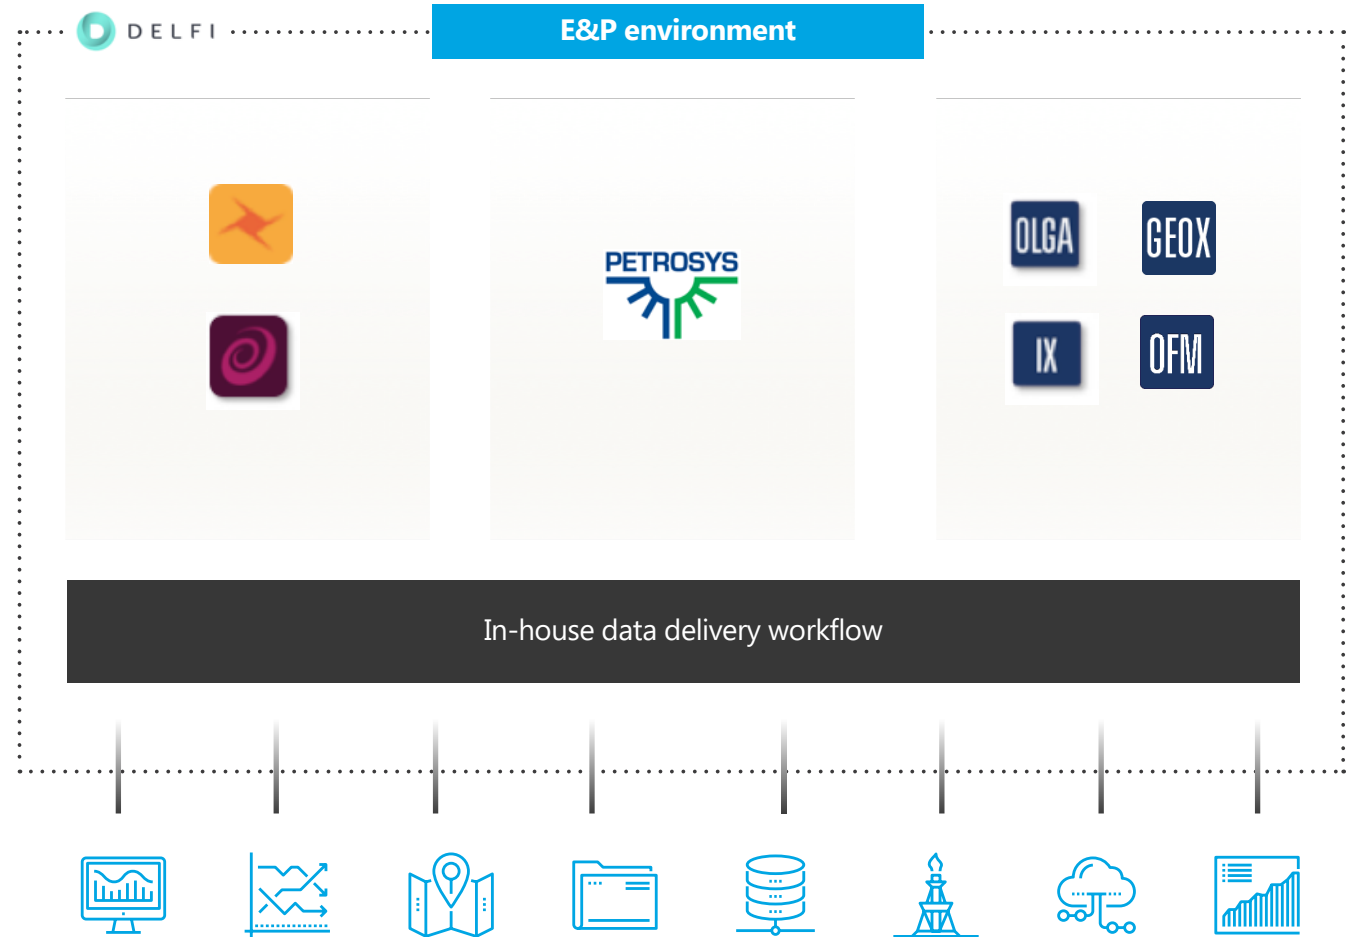 DELFI
E&P environment
PETROSYS
OLGA
GEOX
IX
OFM
In-house data delivery workflow